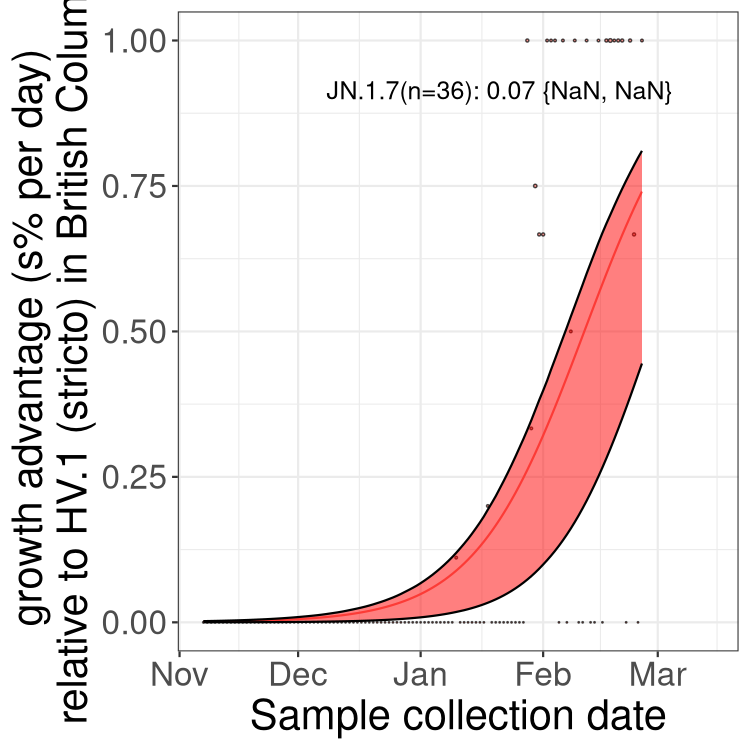 growth advantage (s% per day)
relative to HV.1 (stricto) in British Colum
1.00
0.75
0.50
0.25
0.00
JN.1.7(n=36): 0.07 {NaN, NaN}
Nov Dec Jan Feb Mar
Sample collection date